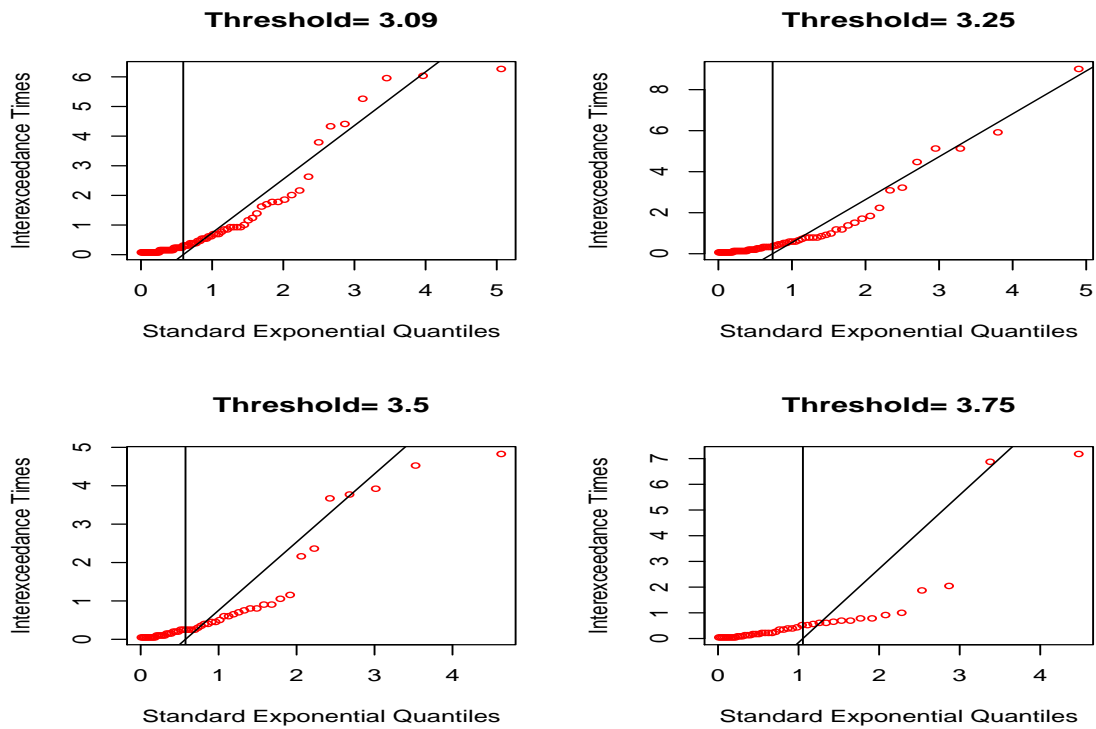 Threshold= 3.09
Interexceedance Times
0 1 2 3 4 5 6
0 1 2 3 4 5
Standard Exponential Quantiles
Threshold= 3.25
Interexceedance Times
0 2 4 6 8
0 1 2 3 4 5
Standard Exponential Quantiles
Threshold= 3.5
Interexceedance Times
0 1 2 3 4 5
0 1 2 3 4
Standard Exponential Quantiles
Threshold= 3.75
Interexceedance Times
0 1 2 3 4 5 6 7
0 1 2 3 4
Standard Exponential Quantiles